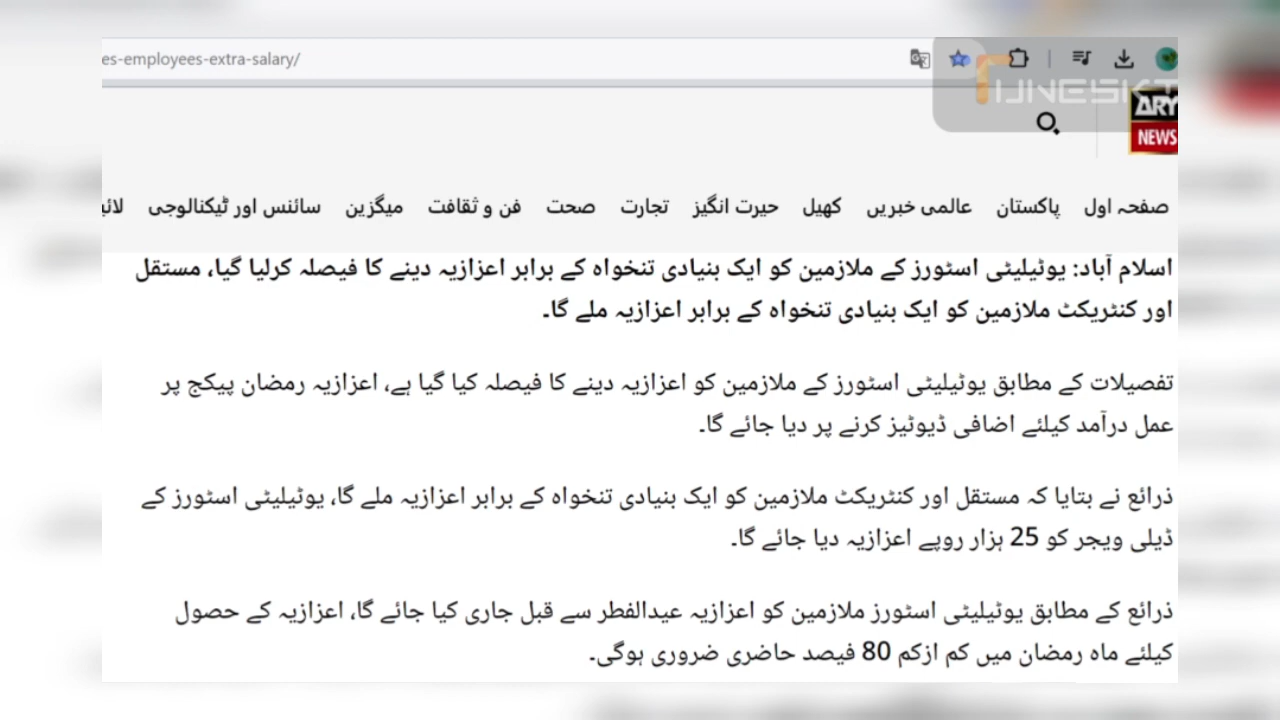 es-employees-extra-salary/
TUNESKIT
ARY
NEWS
صفحہ اول پاکستان عالمی خبریں کھیل حیرت انگیز تجارت صحت فن و ثقافت میگزین سائنس اور ٹیکنالوجی
اسلام آباد: یوٹیلیٹی اسٹورز کے ملازمین کو ایک بنیادی تنخواہ کے برابر اعزازیہ دینے کا فیصلہ کرلیا گیا، مستقل
اور کنٹریکٹ ملازمین کو ایک بنیادی تنخواہ کے برابر اعزازیہ ملے گا۔
تفصیلات کے مطابق یوٹیلیٹی اسٹورز کے ملازمین کو اعزازیہ دینے کا فیصلہ کیا گیا ہے، اعزازیہ رمضان پیکج پر
عمل درآمد کیلئے اضافی ڈیوٹیز کرنے پر دیا جائے گا۔
ذرائع نے بتایا کہ مستقل اور کنٹریکٹ ملازمین کو ایک بنیادی تنخواہ کے برابر اعزازیہ ملے گا، یوٹیلیٹی اسٹورز کے
ڈیلی ویجر کو 25 ہزار روپے اعزازیہ دیا جائے گا۔
ذرائع کے مطابق یوٹیلیٹی اسٹورز ملازمین کو اعزازیہ عیدالفطر سے قبل جاری کیا جائے گا، اعزازیہ کے حصول
کیلئے ماہ رمضان میں کم ازکم 80 فیصد حاضری ضروری ہوگی۔